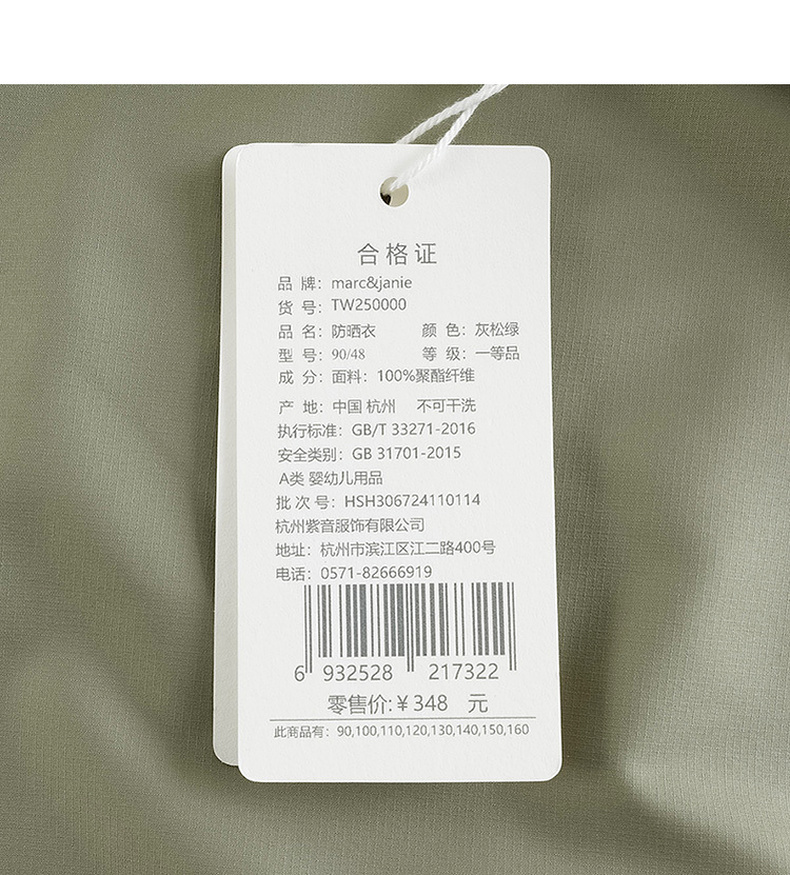 合格证
品 牌：marc&janie
货 号：TW250000
品 名：防晒衣 颜 色：灰松绿
型 号：90/48 等 级：一等品
成 分：面料：100%聚酯纤维
产 地：中国 杭州 不可干洗
执行标准：GB/T 33271-2016
安全类别：GB 31701-2015
A类 婴幼儿用品
批 次 号：HSH306724110114
杭州紫音服饰有限公司
地址：杭州市滨江区江二路400号
电话：0571-82666919
6 932528 217322
零售价:¥348 元
此商品有：90,100,110,120,130,140,150,160